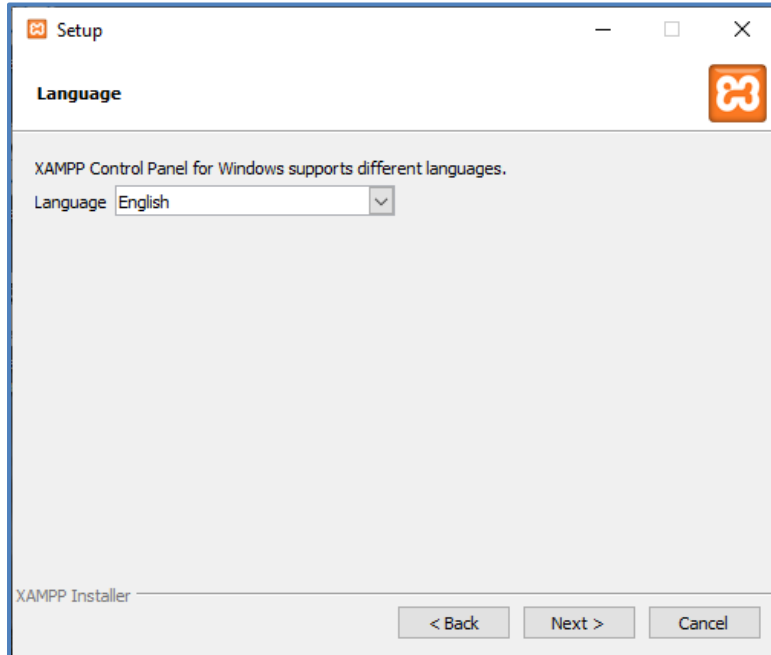 Setup
Language
XAMPP Control Panel for Windows supports different languages.
Language English
XAMPP Installer
< Back Next > Cancel